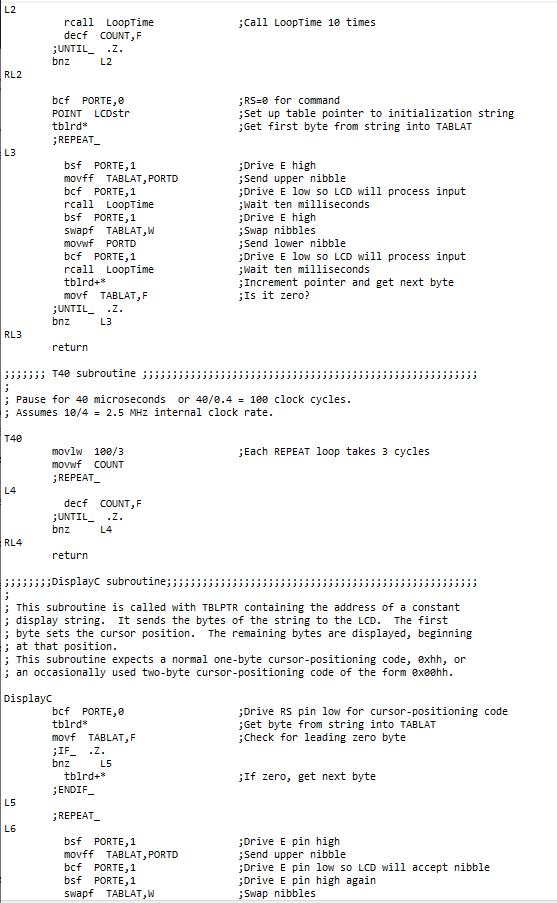 L2
          rcall  LoopTime              ;Call LoopTime 10 times
          decf  COUNT,F
        ;UNTIL_  .Z.
        bnz     L2
RL2

        bcf  PORTE,0                   ;RS=0 for command
        POINT  LCDstr                  ;Set up table pointer to initialization string
        tblrd*                         ;Get first byte from string into TABLAT
        ;REPEAT_
L3
          bsf  PORTE,1                 ;Drive E high
          movff  TABLAT,PORTD          ;Send upper nibble
          bcf  PORTE,1                 ;Drive E low so LCD will process input
          rcall  LoopTime              ;Wait ten milliseconds
          bsf  PORTE,1                 ;Drive E high
          swapf  TABLAT,W              ;Swap nibbles
          movwf  PORTD                 ;Send lower nibble
          bcf  PORTE,1                 ;Drive E low so LCD will process input
          rcall  LoopTime              ;Wait ten milliseconds
          tblrd+*                      ;Increment pointer and get next byte
          movf  TABLAT,F               ;Is it zero?
        ;UNTIL_  .Z.
        bnz     L3
RL3
        return

;;;;;;; T40 subroutine ;;;;;;;;;;;;;;;;;;;;;;;;;;;;;;;;;;;;;;;;;;;;;;;;;;;;;;;;
;
; Pause for 40 microseconds  or 40/0.4 = 100 clock cycles.
; Assumes 10/4 = 2.5 MHz internal clock rate.

T40
        movlw  100/3                   ;Each REPEAT loop takes 3 cycles
        movwf  COUNT
        ;REPEAT_
L4
          decf  COUNT,F
        ;UNTIL_  .Z.
        bnz     L4
RL4
        return

;;;;;;;;DisplayC subroutine;;;;;;;;;;;;;;;;;;;;;;;;;;;;;;;;;;;;;;;;;;;;;;;;;;;;
;
; This subroutine is called with TBLPTR containing the address of a constant
; display string.  It sends the bytes of the string to the LCD.  The first
; byte sets the cursor position.  The remaining bytes are displayed, beginning
; at that position.
; This subroutine expects a normal one-byte cursor-positioning code, 0xhh, or
; an occasionally used two-byte cursor-positioning code of the form 0x00hh.

DisplayC
        bcf  PORTE,0                   ;Drive RS pin low for cursor-positioning code
        tblrd*                         ;Get byte from string into TABLAT
        movf  TABLAT,F                 ;Check for leading zero byte
        ;IF_  .Z.
        bnz     L5
          tblrd+*                      ;If zero, get next byte
        ;ENDIF_
L5
        ;REPEAT_
L6
          bsf  PORTE,1                 ;Drive E pin high
          movff  TABLAT,PORTD          ;Send upper nibble
          bcf  PORTE,1                 ;Drive E pin low so LCD will accept nibble
          bsf  PORTE,1                 ;Drive E pin high again
          swapf  TABLAT,W              ;Swap nibbles